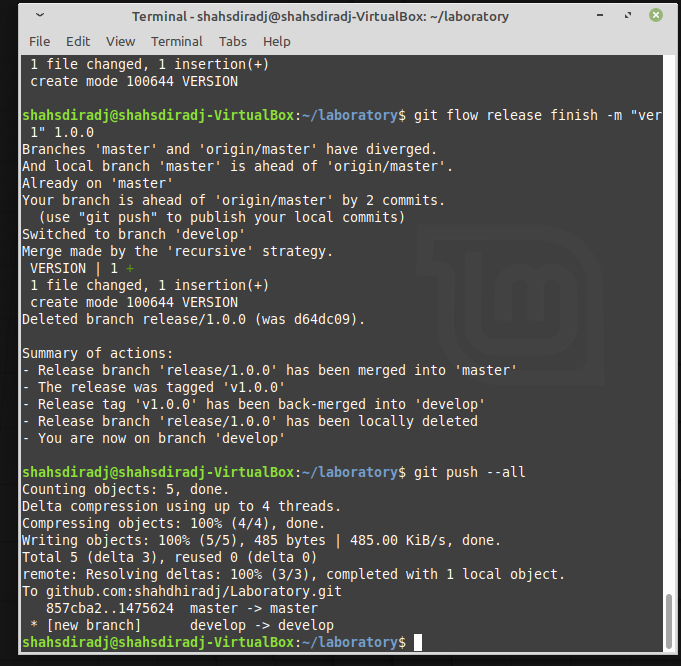 Terminal - shahsdiradj@shahsdiradj-VirtualBox: ~/laboratory
File Edit View Terminal Tabs Help
 1 file changed, 1 insertion(+)
 create mode 100644 VERSION
shahsdiradj@shahsdiradj-VirtualBox:~/laboratory$ git flow release finish -m "ver
 1" 1.0.0
Branches 'master' and 'origin/master' have diverged.
And local branch 'master' is ahead of 'origin/master'.
Already on 'master'
Your branch is ahead of 'origin/master' by 2 commits.
  (use "git push" to publish your local commits)
Switched to branch 'develop'
Merge made by the 'recursive' strategy.
 VERSION | 1 +
 1 file changed, 1 insertion(+)
 create mode 100644 VERSION
Deleted branch release/1.0.0 (was d64dc09).
Summary of actions:
- Release branch 'release/1.0.0' has been merged into 'master'
- The release was tagged 'v1.0.0'
- Release tag 'v1.0.0' has been back-merged into 'develop'
- Release branch 'release/1.0.0' has been locally deleted
- You are now on branch 'develop'
shahsdiradj@shahsdiradj-VirtualBox:~/laboratory$ git push --all
Counting objects: 5, done.
Delta compression using up to 4 threads.
Compressing objects: 100% (4/4), done.
Writing objects: 100% (5/5), 485 bytes | 485.00 KiB/s, done.
Total 5 (delta 3), reused 0 (delta 0)
remote: Resolving deltas: 100% (3/3), completed with 1 local object.
To github.com:shahdhiradj/Laboratory.git
   857cba2..1475624  master -> master
 * [new branch]      develop -> develop
shahsdiradj@shahsdiradj-VirtualBox:~/laboratory$